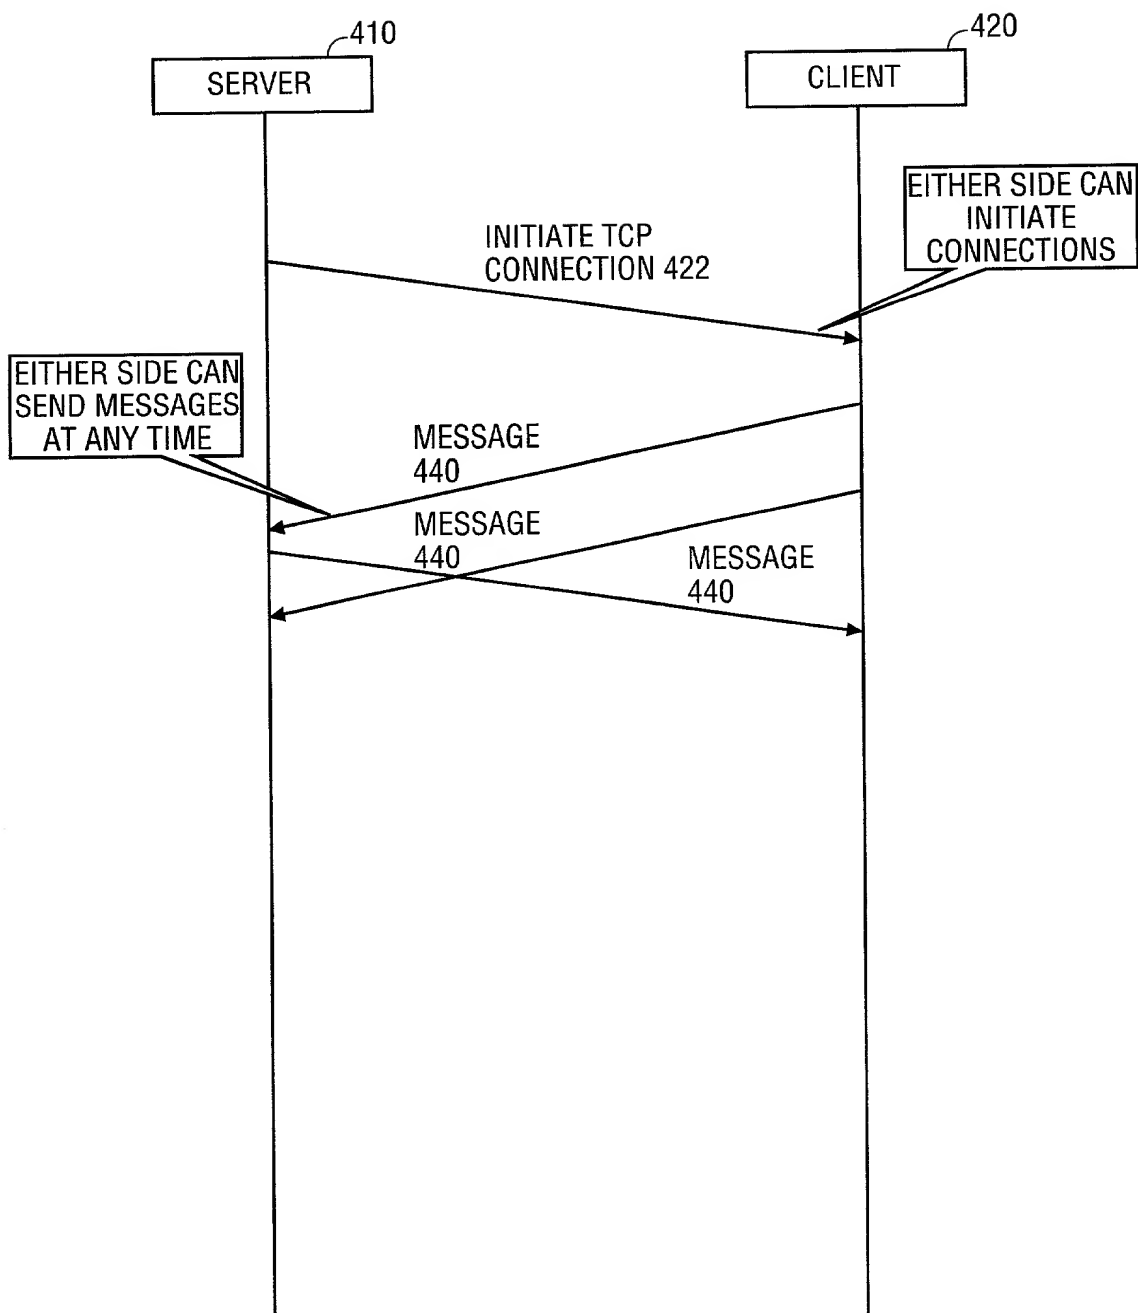 410
SERVER
420
CLIENT
EITHER SIDE CAN
INITIATE
CONNECTIONS
INITIATE TCP
CONNECTION 422
EITHER SIDE CAN
SEND MESSAGES
AT ANY TIME
MESSAGE
440
MESSAGE
440
MESSAGE
440